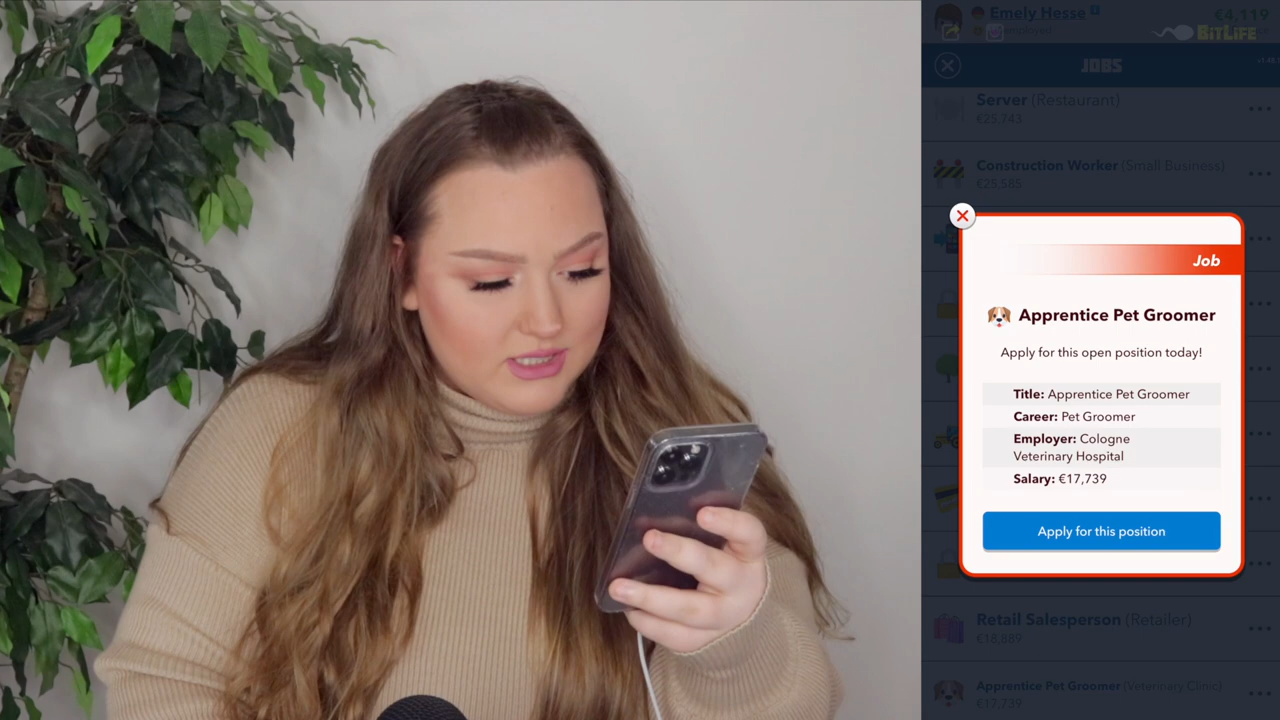 Emely Hesse
€4,119
BitLife
JOBS
Server (Restaurant)
€25,743
Construction Worker (Small Business)
€25,585
Job
Apprentice Pet Groomer
Apply for this open position today!
Title: Apprentice Pet Groomer
Career: Pet Groomer
Employer: Cologne
Veterinary Hospital
Salary: €17,739
Apply for this position
Retail Salesperson (Retailer)
€18,889
Apprentice Pet Groomer (Veterinary Clinic)
€17,739